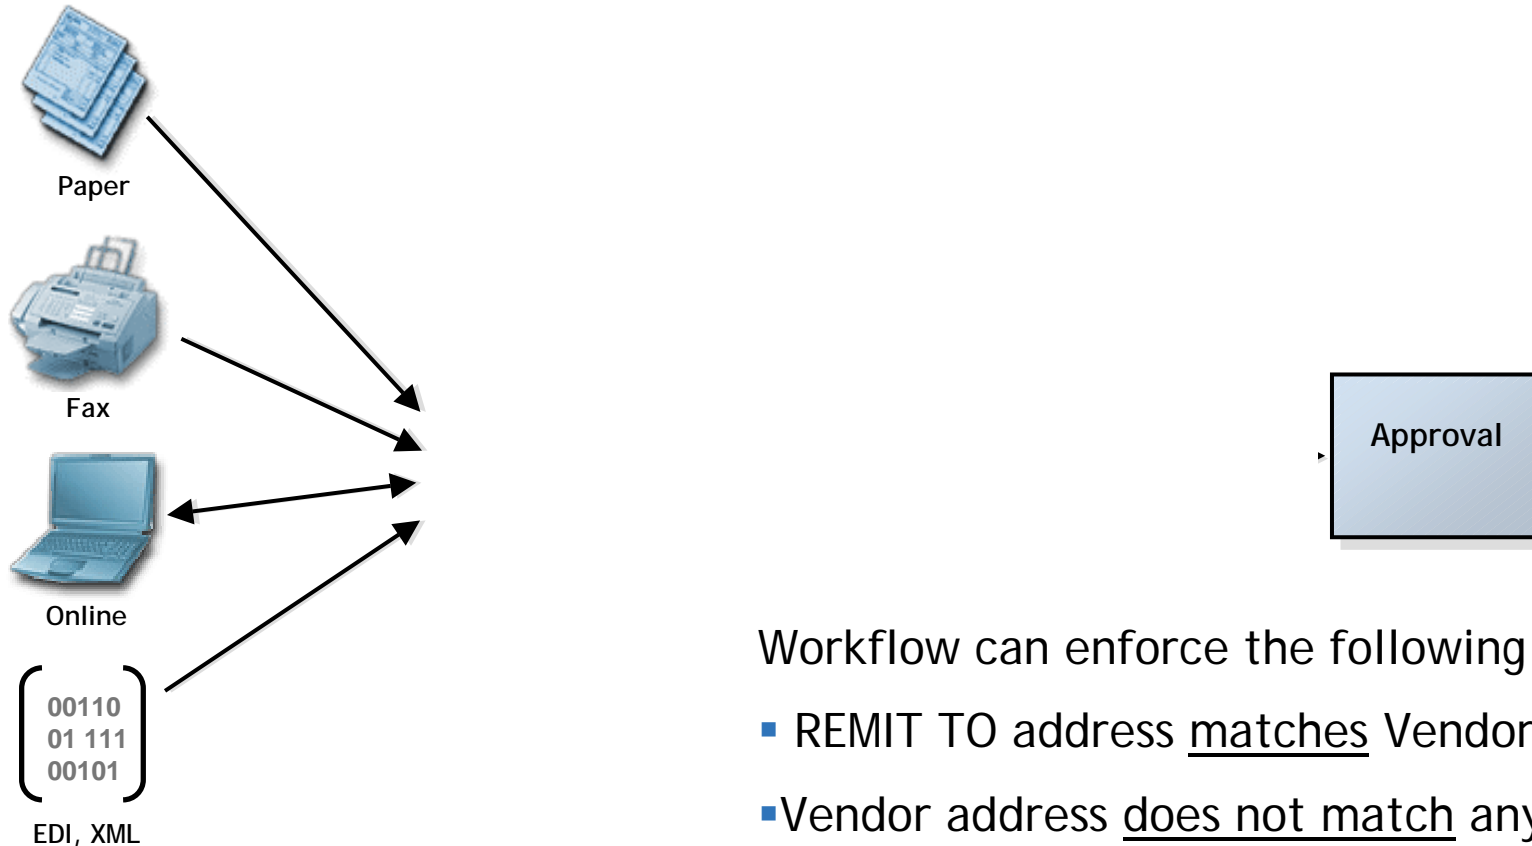 Paper
Fax
Online
00110
01 111
00101
EDI, XML
Approval
Workflow can enforce the following
▪ REMIT TO address matches Vendor
▪Vendor address does not match any